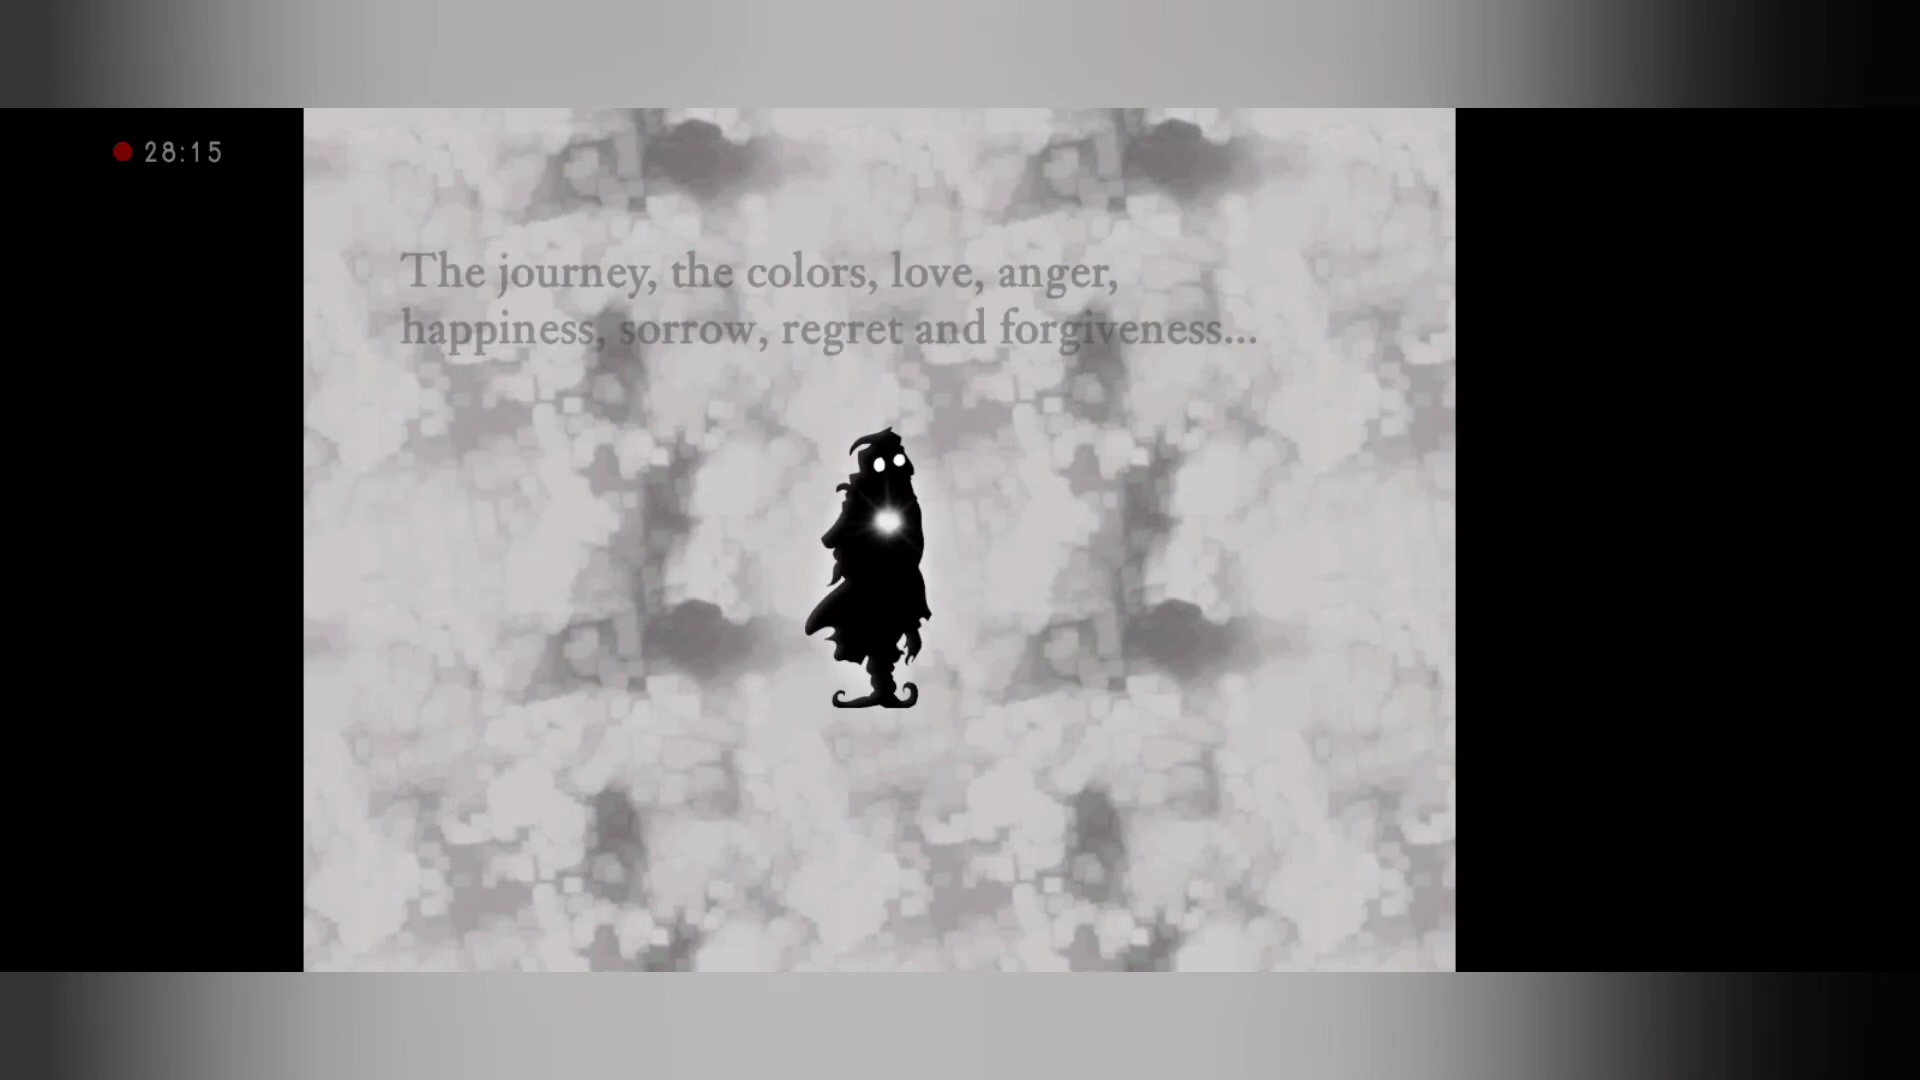 28:15
The journey, the colors, love, anger,
happiness, sorrow, regret and forgiveness...